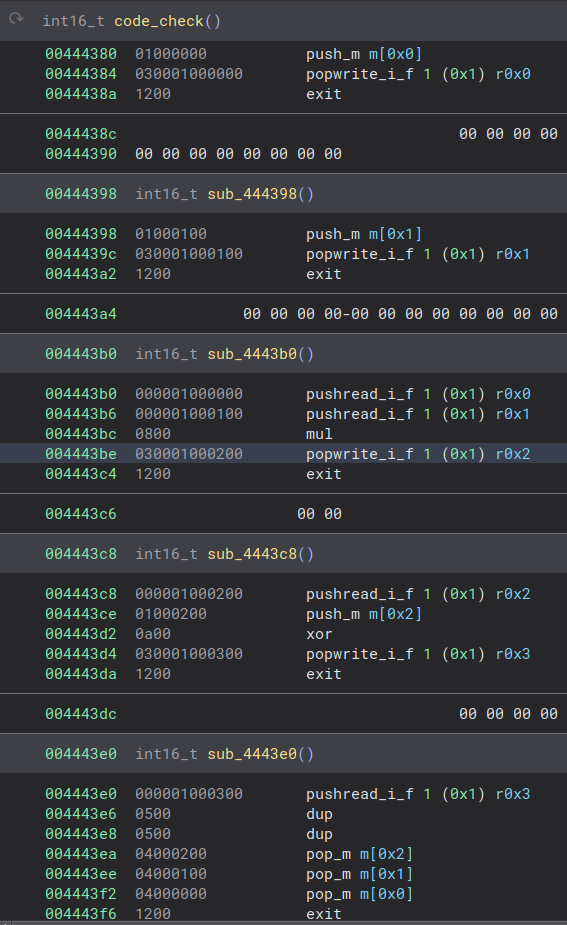 int16_t code_check()
00444380 01000000 push_m m[0x0]
00444384 030001000000 popwrite_i_f 1 (0x1) r0x0
0044438a 1200 exit
0044438c 00 00 00 00
00444390 00 00 00 00 00 00 00 00
00444398 int16_t sub_444398()
00444398 01000100 push_m m[0x1]
0044439c 030001000100 popwrite_i_f 1 (0x1) r0x1
004443a2 1200 exit
004443a4 00 00 00 00-00 00 00 00 00 00 00 00
004443b0 int16_t sub_4443b0()
004443b0 000001000000 pushread_i_f 1 (0x1) r0x0
004443b6 000001000100 pushread_i_f 1 (0x1) r0x1
004443bc 0800 mul
004443be 030001000200 popwrite_i_f 1 (0x1) r0x2
004443c4 1200 exit
004443c6 00 00
004443c8 int16_t sub_4443c8()
004443c8 000001000200 pushread_i_f 1 (0x1) r0x2
004443ce 01000200 push_m m[0x2]
004443d2 0a00 xor
004443d4 030001000300 popwrite_i_f 1 (0x1) r0x3
004443da 1200 exit
004443dc 00 00 00 00
004443e0 int16_t sub_4443e0()
004443e0 000001000300 pushread_i_f 1 (0x1) r0x3
004443e6 0500 dup
004443e8 0500 dup
004443ea 04000200 pop_m m[0x2]
004443ee 04000100 pop_m m[0x1]
004443f2 04000000 pop_m m[0x0]
004443f6 1200 exit